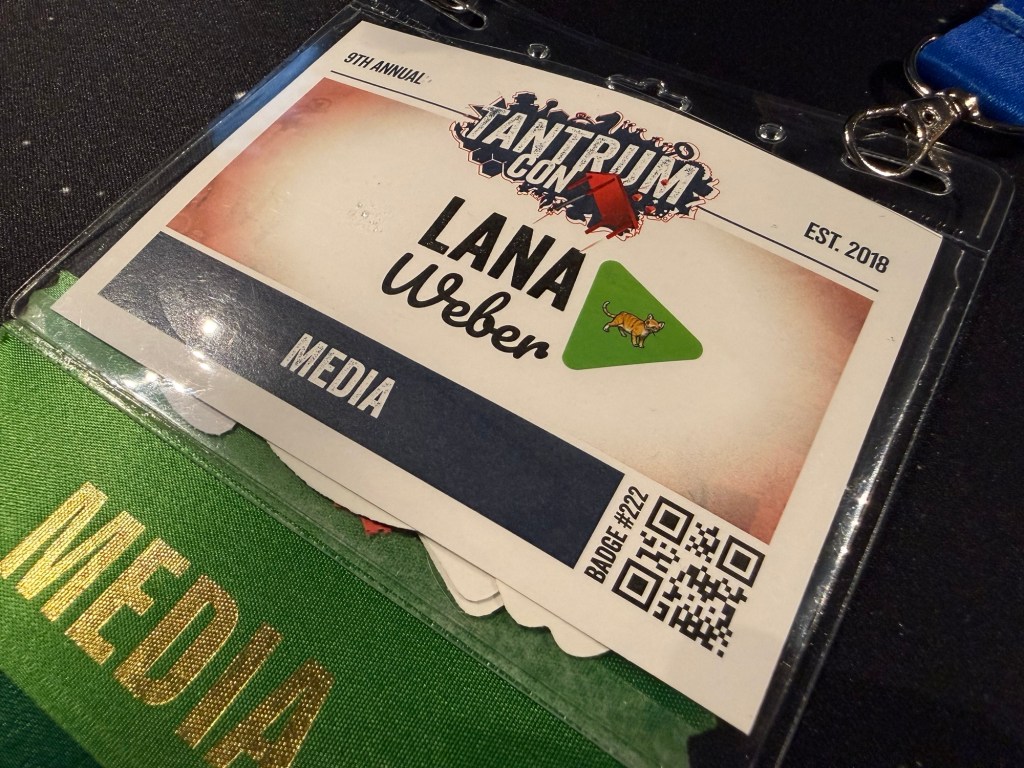 9TH ANNUAL
TANTRUM
CON
EST. 2018
LANA
Weber
MEDIA
BADGE #222
MEDIA